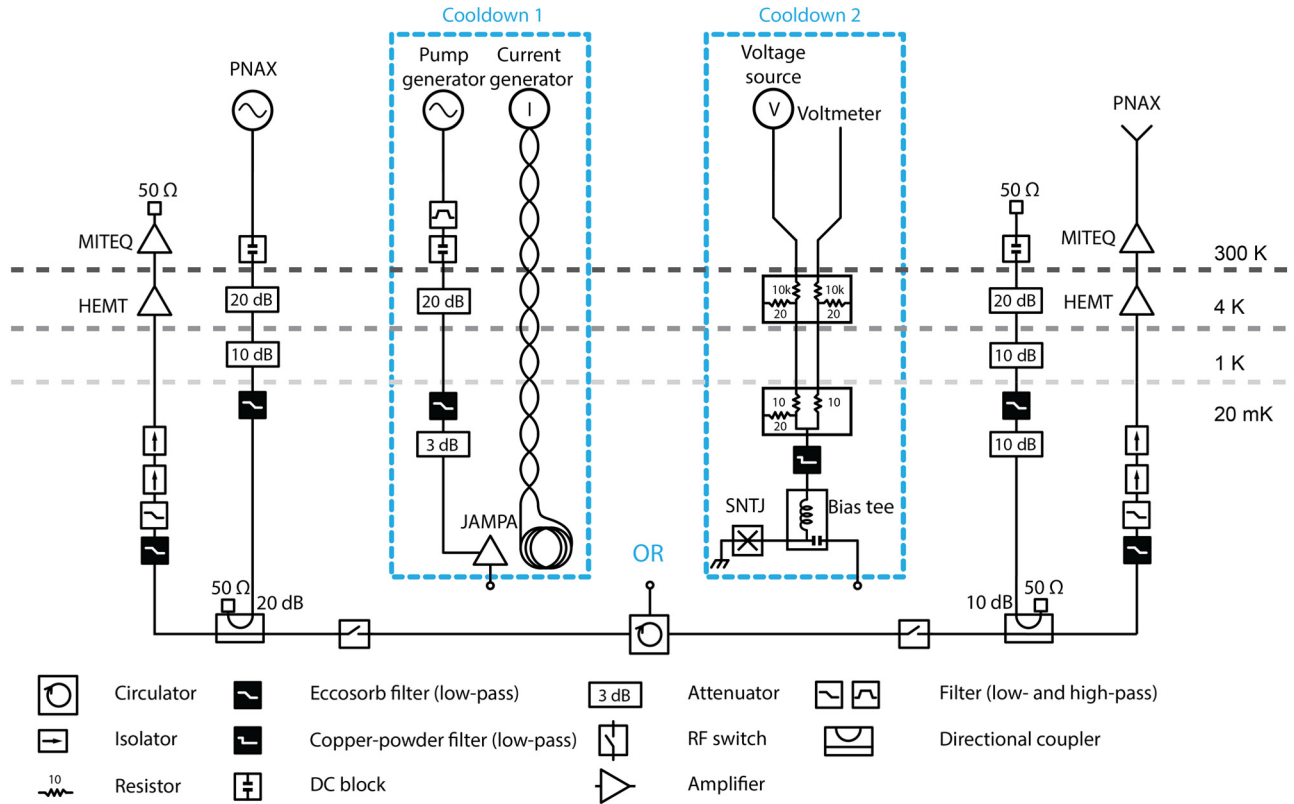 Cooldown 1
Cooldown 2
PNAX
Pump
generator
Current
generator
I
Voltage
source
V
Voltmeter
PNAX
50 Ω
MITEQ
HEMT
20 dB
10 dB
20 dB
3 dB
JAMPA
10k
10k
20
20
10
10
20
SNTJ
Bias tee
50 Ω
20 dB
10 dB
10 dB
MITEQ
HEMT
300 K
4 K
1 K
20 mK
OR
50 Ω
20 dB
10 dB
50 Ω
Circulator
Eccosorb filter (low-pass)
3 dB
Attenuator
Filter (low- and high-pass)
Isolator
Copper-powder filter (low-pass)
RF switch
Directional coupler
10
Resistor
DC block
Amplifier